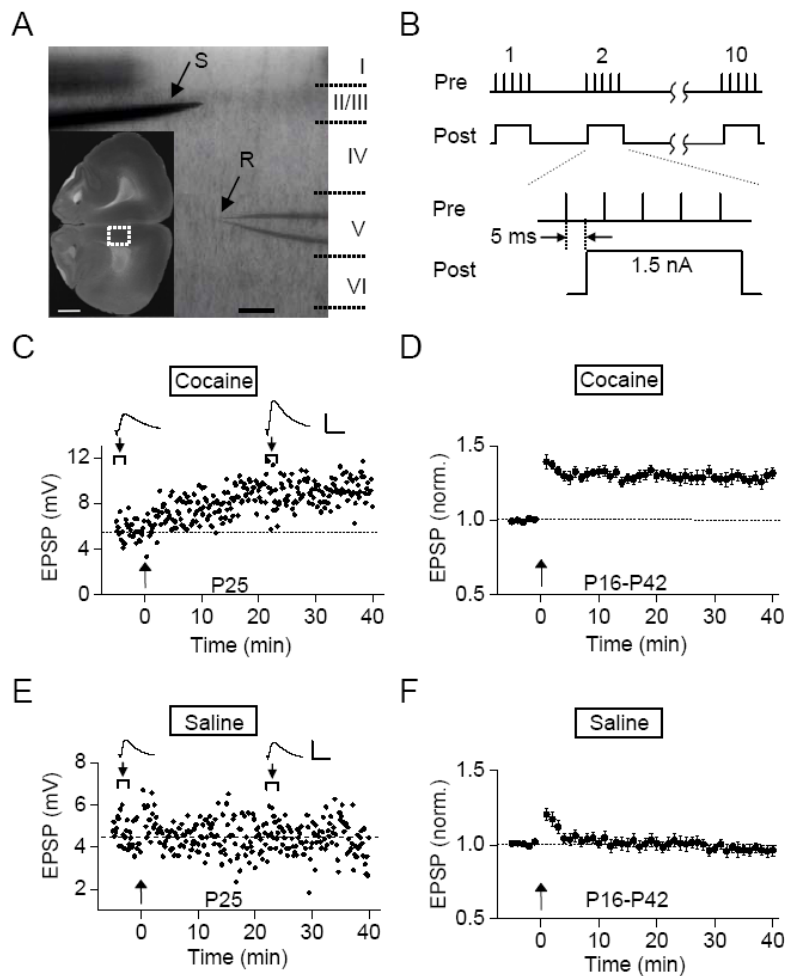 A
S
I
II/III
IV
R
V
VI
B
1 2 10
Pre
Post
Pre
5 ms
1.5 nA
Post
C
Cocaine
12
8
4
0
EPSP (mV)
P25
0 10 20 30 40
Time (min)
D
Cocaine
1.5
1.0
0.5
EPSP (norm.)
P16-P42
0 10 20 30 40
Time (min)
E
Saline
8
6
4
2
EPSP (mV)
P25
0 10 20 30 40
Time (min)
F
Saline
1.5
1.0
0.5
EPSP (norm.)
P16-P42
0 10 20 30 40
Time (min)